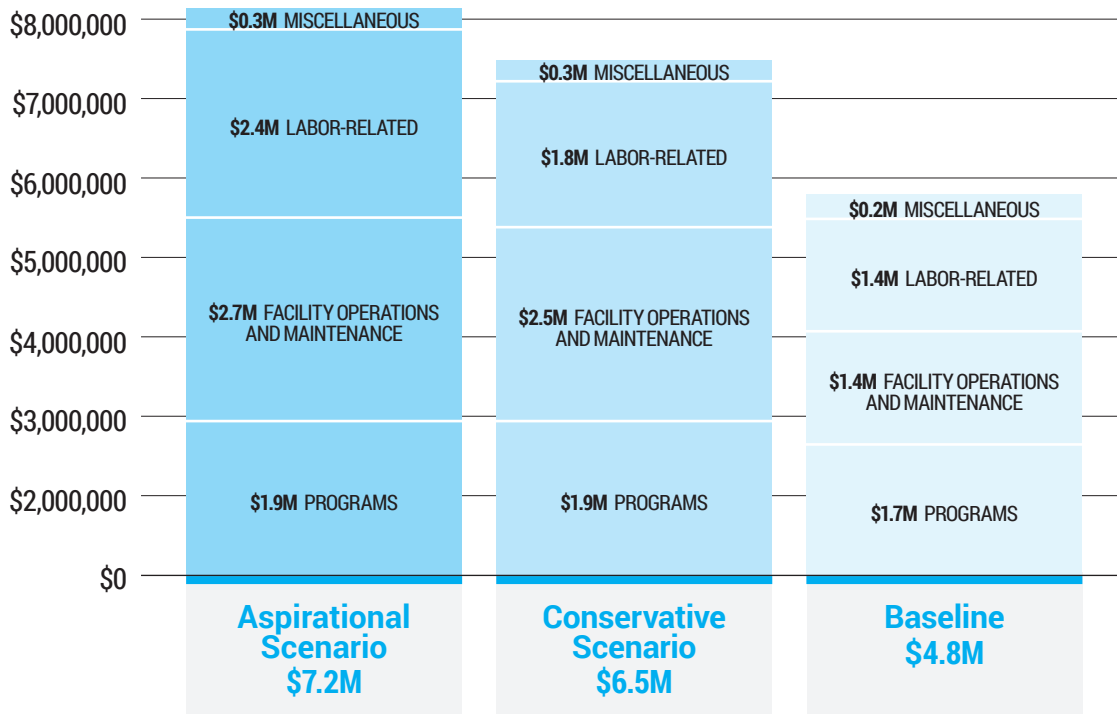 $8,000,000
$7,000,000
$6,000,000
$5,000,000
$4,000,000
$3,000,000
$2,000,000
$0
$0.3M MISCELLANEOUS
$2.4M LABOR-RELATED
$2.7M FACILITY OPERATIONS
AND MAINTENANCE
$1.9M PROGRAMS
Aspirational
Scenario
$7.2M
$0.3M MISCELLANEOUS
$1.8M LABOR-RELATED
$2.5M FACILITY OPERATIONS
AND MAINTENANCE
$1.9M PROGRAMS
Conservative
Scenario
$6.5M
$0.2M MISCELLANEOUS
$1.4M LABOR-RELATED
$1.4M FACILITY OPERATIONS
AND MAINTENANCE
$1.7M PROGRAMS
Baseline
$4.8M